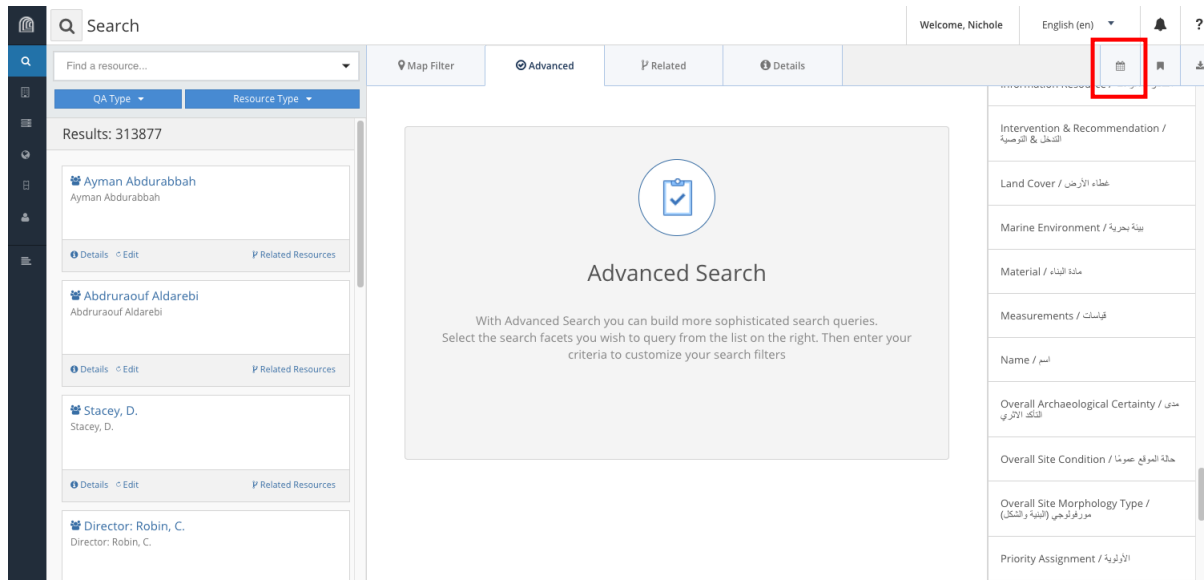 Search
Welcome, Nichole
English (en)
?
Find a resource...
Map Filter
Advanced
Related
Details
QA Type
Resource Type
Results: 313877
Ayman Abdurabbah
Ayman Abdurabbah
Details
Edit
Related Resources
Abdruraouf Aldarebi
Abdruraouf Aldarebi
Details
Edit
Related Resources
Stacey, D.
Stacey, D.
Details
Edit
Related Resources
Director: Robin, C.
Director: Robin, C.
Advanced Search
With Advanced Search you can build more sophisticated search queries.
Select the search facets you wish to query from the list on the right. Then enter your
criteria to customize your search filters
Intervention & Recommendation /
التدخل & التوصية
Land Cover / غطاء الأرض
Marine Environment / بيئة بحرية
Material / مادة البناء
Measurements / قياسات
Name / اسم
Overall Archaeological Certainty / مدى
التأكد الاثري
Overall Site Condition / حالة الموقع عمومًا
Overall Site Morphology Type /
مورفولوجي (البنية والشكل)
Priority Assignment / الأولوية